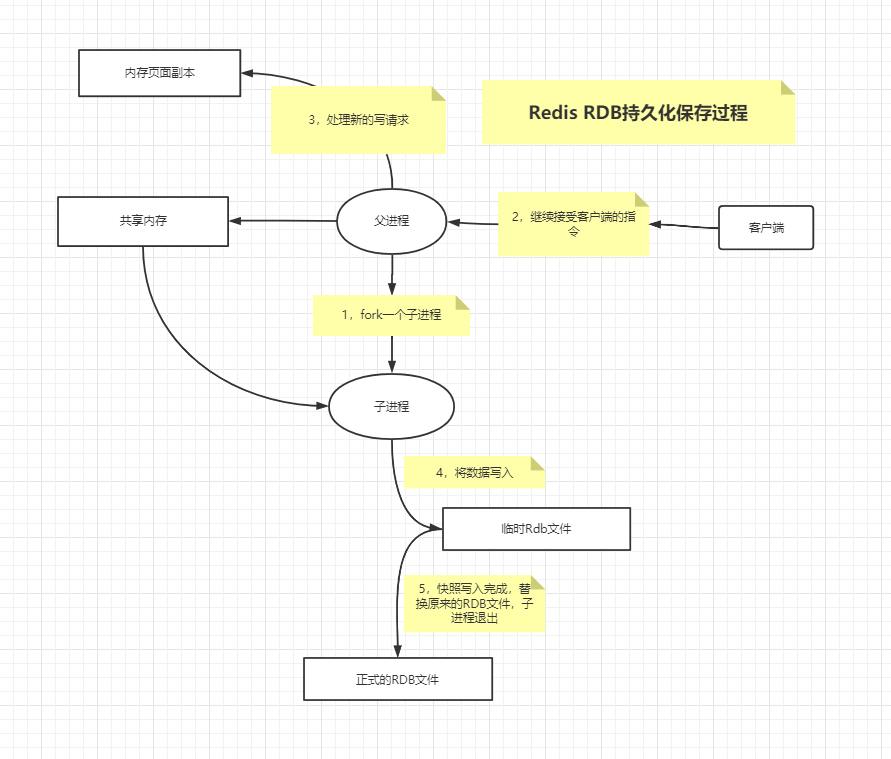 内存页面副本
3，处理新的写请求
Redis RDB持久化保存过程
共享内存
父进程
2，继续接受客户端的指
令
客户端
1，fork一个子进程
子进程
4，将数据写入
临时Rdb文件
5，快照写入完成，替
换原来的RDB文件，子
进程退出
正式的RDB文件